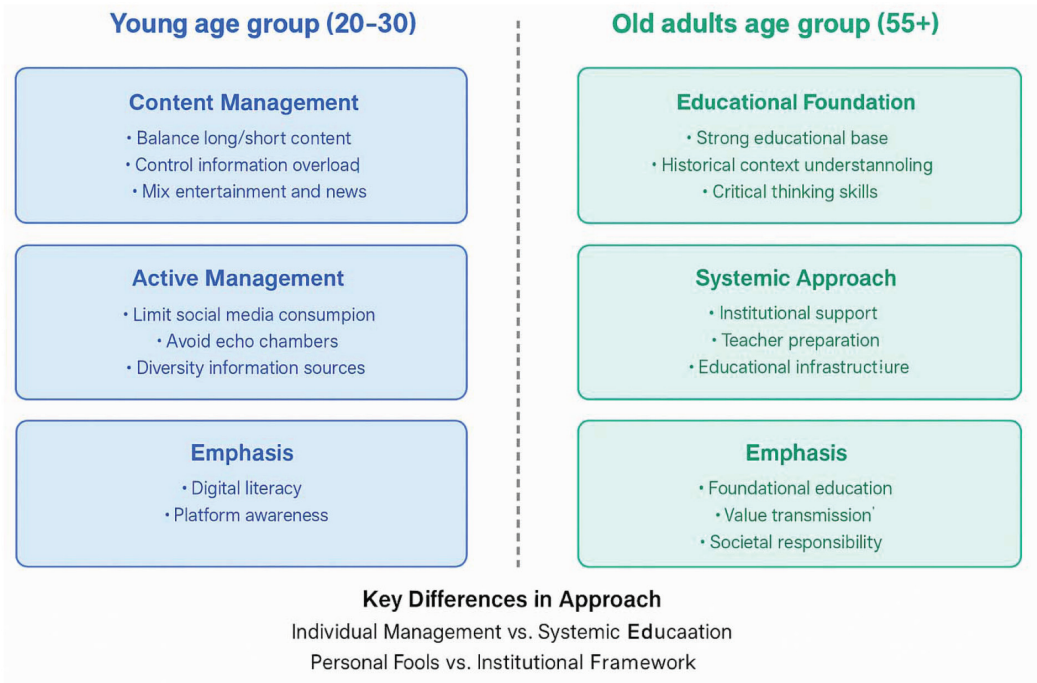 Young age group (20–30)
Content Management
• Balance long/short content
• Control information overload
• Mix entertainment and news
Active Management
• Limit social media consumpion
• Avoid echo chambers
• Diversity information sources
Emphasis
• Digital literacy
• Platform awareness
Old adults age group (55+)
Educational Foundation
• Strong educational base
• Historical context understannoling
• Critical thinking skills
Systemic Approach
• Institutional support
• Teacher preparation
• Educational infrastruct!ure
Emphasis
• Foundational education
• Value transmission'
• Societal responsibility
Key Differences in Approach
Individual Management vs. Systemic Educaation
Personal Fools vs. Institutional Framework